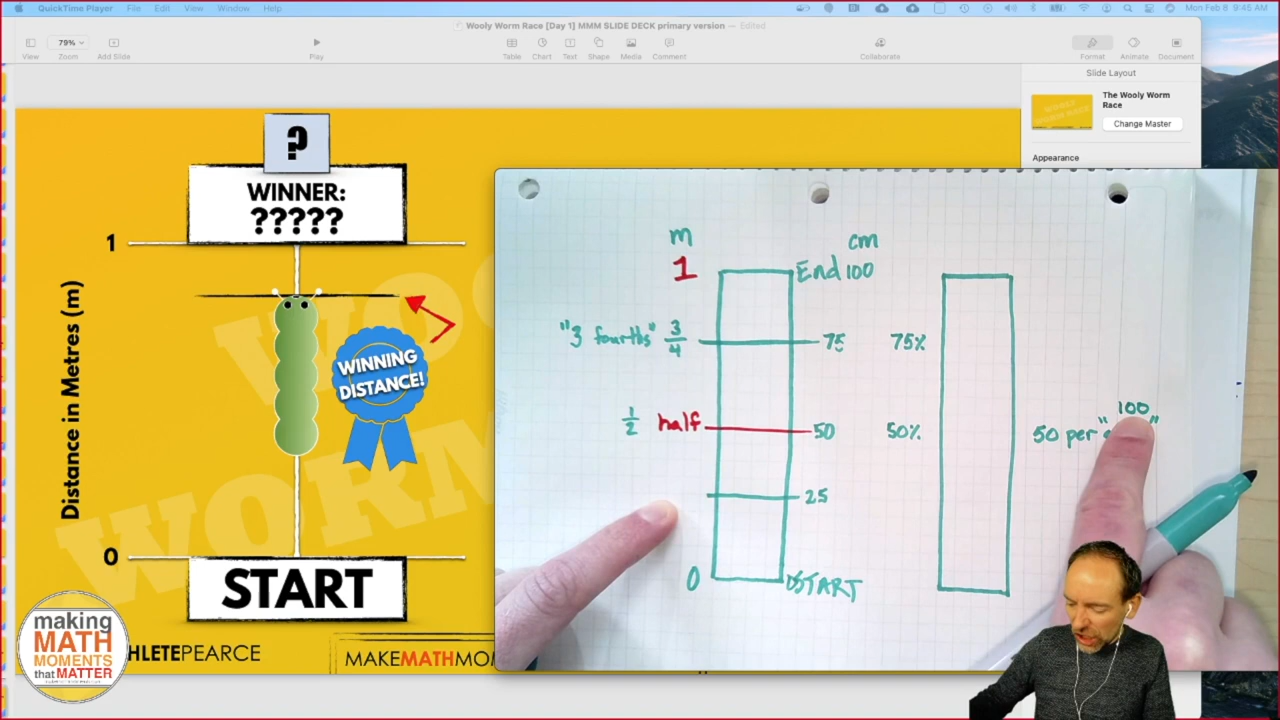 QuickTime Player File Edit View Window Help
Mon Feb 8 9:45 AM
Wooly Worm Race [Day 1] MMM SLIDE DECK primary version — Edited
79%
View Zoom Add Slide Play Table Chart Text Shape Media Comment Collaborate Format Animate Document
Slide Layout
The Wooly Worm
Race
Change Master
Appearance
?
WINNER:
?????
1
Distance in Metres (m)
WINNING
DISTANCE!
0
START
WORM
making
MATH
MOMENTS
that MATTER
HLETEPEARCE
MAKEMATHMO
m cm
1 End 100
"3 fourths" 3/4 75 75%
1/2 half 50 50%
100
50 per "
25
0 0 START